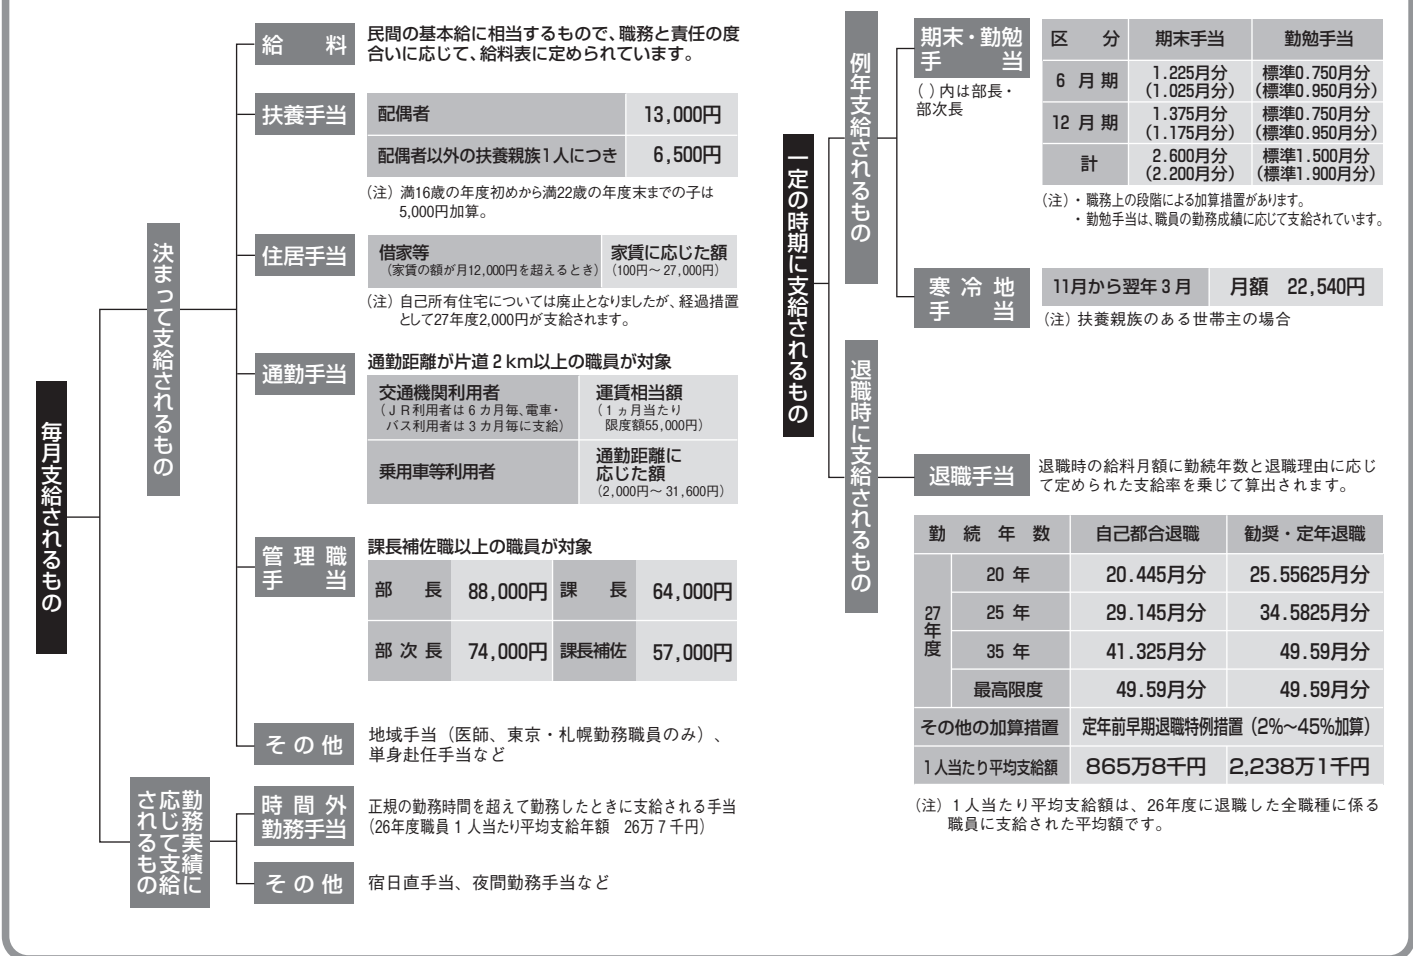 毎月支給されるもの
決まって支給されるもの
給　　料
民間の基本給に相当するもので、職務と責任の度
合いに応じて、給料表に定められています。
扶養手当
配偶者　13,000円
配偶者以外の扶養親族1人につき　6,500円
（注）満16歳の年度初めから満22歳の年度末までの子は
5,000円加算。
住居手当
借家等　家賃に応じた額
（家賃の額が月12,000円を超えるとき）　（100円～27,000円）
（注）自己所有住宅については廃止となりましたが、経過措置
として27年度2,000円が支給されます。
通勤手当
通勤距離が片道2km以上の職員が対象
交通機関利用者　運賃相当額
（ＪＲ利用者は6カ月毎、電車・　（1ヵ月当たり
バス利用者は3カ月毎に支給）　限度額55,000円）
乗用車等利用者　通勤距離に
応じた額
（2,000円～31,600円）
管理職
手　当
課長補佐職以上の職員が対象
部　長　88,000円　課　長　64,000円
部次長　74,000円　課長補佐　57,000円
その他
地域手当（医師、東京・札幌勤務職員のみ）、
単身赴任手当など
勤務実績に
応じて支給
されるもの
時間外
勤務手当
正規の勤務時間を超えて勤務したときに支給される手当
（26年度職員1人当たり平均支給年額　26万7千円）
その他
宿日直手当、夜間勤務手当など
一定の時期に支給されるもの
例年支給されるもの
期末・勤勉
手　　当
（ ）内は部長・
部次長
区　分　期末手当　勤勉手当
6月期　1.225月分　標準0.750月分
（1.025月分）　（標準0.950月分）
12月期　1.375月分　標準0.750月分
（1.175月分）　（標準0.950月分）
計　2.600月分　標準1.500月分
（2.200月分）　（標準1.900月分）
（注）・職務上の段階による加算措置があります。
・勤勉手当は、職員の勤務成績に応じて支給されています。
寒冷地
手　当
11月から翌年3月　月額　22,540円
（注）扶養親族のある世帯主の場合
退職時に支給されるもの
退職手当
退職時の給料月額に勤続年数と退職理由に応じ
て定められた支給率を乗じて算出されます。
勤続年数　自己都合退職　勧奨・定年退職
27年度
20年　20.445月分　25.55625月分
25年　29.145月分　34.5825月分
35年　41.325月分　49.59月分
最高限度　49.59月分　49.59月分
その他の加算措置　定年前早期退職特例措置（2%～45%加算）
1人当たり平均支給額　865万8千円　2,238万1千円
（注）1人当たり平均支給額は、26年度に退職した全職種に係る
職員に支給された平均額です。